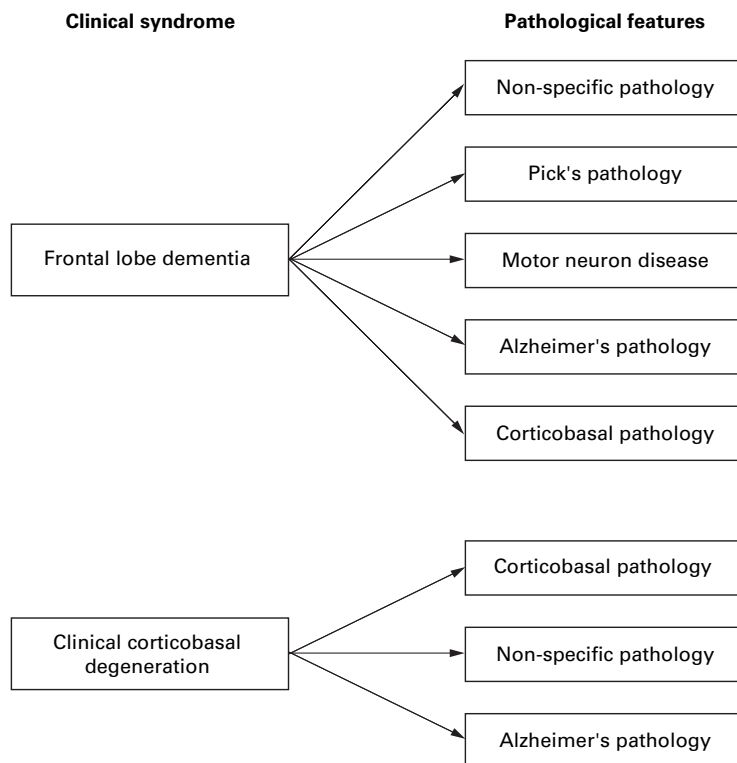 Clinical syndrome
Pathological features
Non-specific pathology
Pick's pathology
Frontal lobe dementia
Motor neuron disease
Alzheimer's pathology
Corticobasal pathology
Corticobasal pathology
Clinical corticobasal
degeneration
Non-specific pathology
Alzheimer's pathology